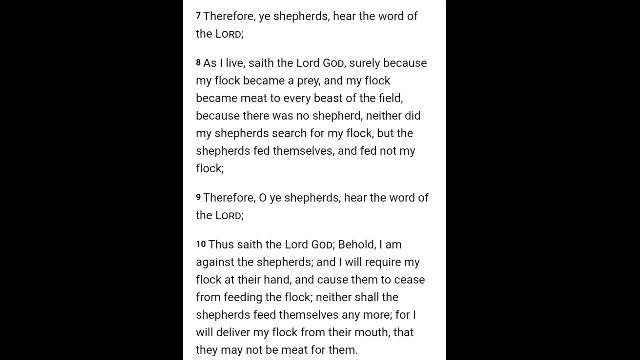 7 Therefore, ye shepherds, hear the word of
the LORD;
8 As I live, saith the Lord GOD, surely because
my flock became a prey, and my flock
became meat to every beast of the field,
because there was no shepherd, neither did
my shepherds search for my flock, but the
shepherds fed themselves, and fed not my
flock;
9 Therefore, O ye shepherds, hear the word of
the LORD;
10 Thus saith the Lord GOD; Behold, I am
against the shepherds; and I will require my
flock at their hand, and cause them to cease
from feeding the flock; neither shall the
shepherds feed themselves any more; for I
will deliver my flock from their mouth, that
they may not be meat for them.